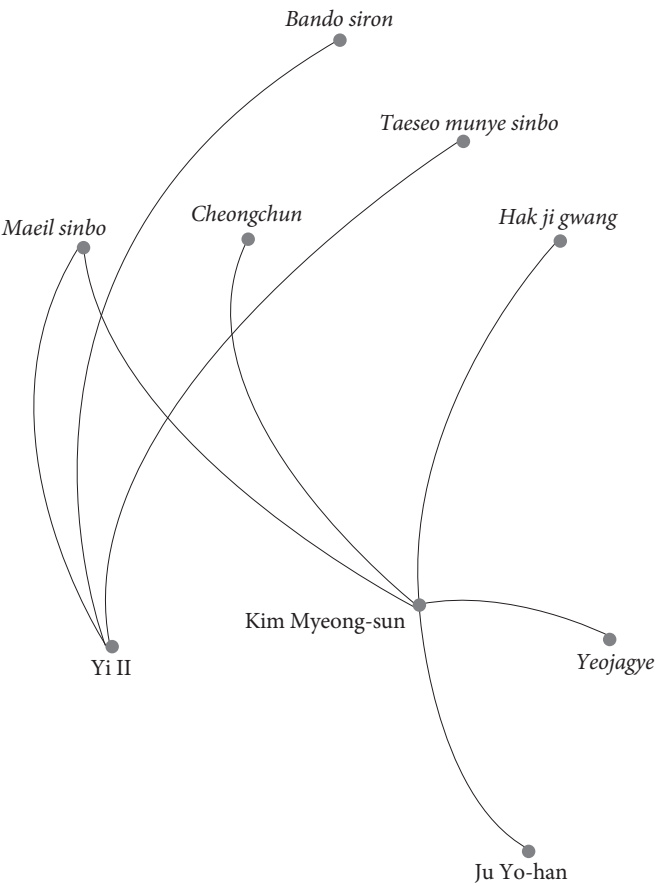 Bando siron
Taeseo munye sinbo
Cheongchun
Hak ji gwang
Maeil sinbo
Kim Myeong-sun
Yi II
Yeojagye
Ju Yo-han